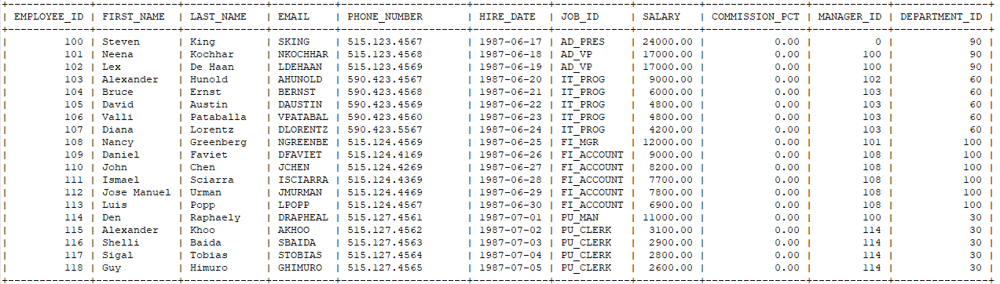 | EMPLOYEE_ID | FIRST_NAME | LAST_NAME | EMAIL | PHONE_NUMBER | HIRE_DATE | JOB_ID | SALARY | COMMISSION_PCT | MANAGER_ID | DEPARTMENT_ID |
| 100 | Steven | King | SKING | 515.123.4567 | 1987-06-17 | AD_PRES | 24000.00 | 0.00 | 0 | 90 |
| 101 | Neena | Kochhar | NKOCHHAR | 515.123.4568 | 1987-06-18 | AD_VP | 17000.00 | 0.00 | 100 | 90 |
| 102 | Lex | De Haan | LDEHAAN | 515.123.4569 | 1987-06-19 | AD_VP | 17000.00 | 0.00 | 100 | 90 |
| 103 | Alexander | Hunold | AHUNOLD | 590.423.4567 | 1987-06-20 | IT_PROG | 9000.00 | 0.00 | 102 | 60 |
| 104 | Bruce | Ernst | BERNST | 590.423.4568 | 1987-06-21 | IT_PROG | 6000.00 | 0.00 | 103 | 60 |
| 105 | David | Austin | DAUSTIN | 590.423.4569 | 1987-06-22 | IT_PROG | 4800.00 | 0.00 | 103 | 60 |
| 106 | Valli | Pataballa | VPATABAL | 590.423.4560 | 1987-06-23 | IT_PROG | 4800.00 | 0.00 | 103 | 60 |
| 107 | Diana | Lorentz | DLORENTZ | 590.423.5567 | 1987-06-24 | IT_PROG | 4200.00 | 0.00 | 103 | 60 |
| 108 | Nancy | Greenberg | NGREENBE | 515.124.4569 | 1987-06-25 | FI_MGR | 12000.00 | 0.00 | 101 | 100 |
| 109 | Daniel | Faviet | DFAVIET | 515.124.4169 | 1987-06-26 | FI_ACCOUNT | 9000.00 | 0.00 | 108 | 100 |
| 110 | John | Chen | JCHEN | 515.124.4269 | 1987-06-27 | FI_ACCOUNT | 8200.00 | 0.00 | 108 | 100 |
| 111 | Ismael | Sciarra | ISCIARRA | 515.124.4369 | 1987-06-28 | FI_ACCOUNT | 7700.00 | 0.00 | 108 | 100 |
| 112 | Jose Manuel | Urman | JMURMAN | 515.124.4469 | 1987-06-29 | FI_ACCOUNT | 7800.00 | 0.00 | 108 | 100 |
| 113 | Luis | Popp | LPOPP | 515.124.4567 | 1987-06-30 | FI_ACCOUNT | 6900.00 | 0.00 | 108 | 100 |
| 114 | Den | Raphaely | DRAPHEAL | 515.127.4561 | 1987-07-01 | PU_MAN | 11000.00 | 0.00 | 100 | 30 |
| 115 | Alexander | Khoo | AKHOO | 515.127.4562 | 1987-07-02 | PU_CLERK | 3100.00 | 0.00 | 114 | 30 |
| 116 | Shelli | Baida | SBAIDA | 515.127.4563 | 1987-07-03 | PU_CLERK | 2900.00 | 0.00 | 114 | 30 |
| 117 | Sigal | Tobias | STOBIAS | 515.127.4564 | 1987-07-04 | PU_CLERK | 2800.00 | 0.00 | 114 | 30 |
| 118 | Guy | Himuro | GHIMURO | 515.127.4565 | 1987-07-05 | PU_CLERK | 2600.00 | 0.00 | 114 | 30 |